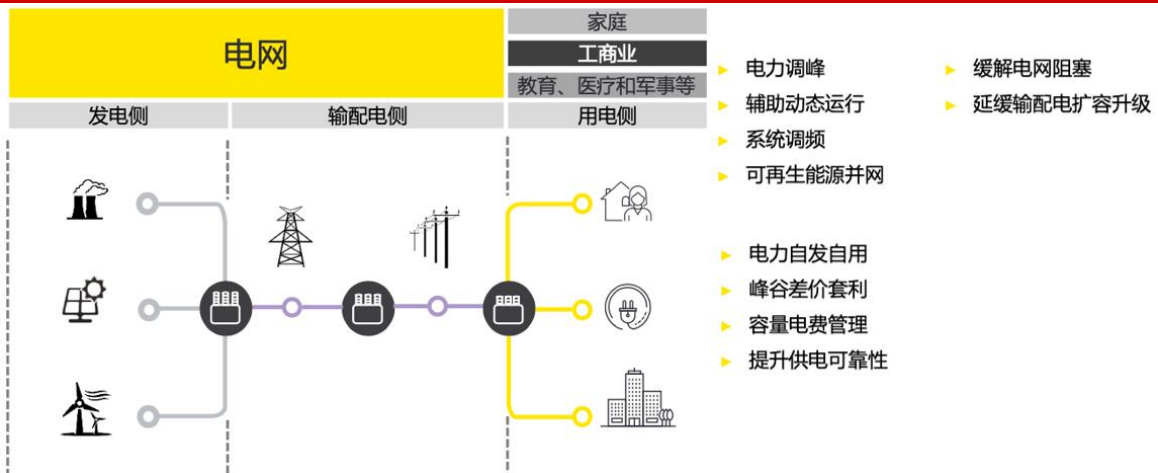 电网
家庭
工商业
教育、医疗和军事等
发电侧
输配电侧
用电侧
电力调峰
辅助动态运行
系统调频
可再生能源并网
缓解电网阻塞
延缓输配电扩容升级
电力自发自用
峰谷差价套利
容量电费管理
提升供电可靠性